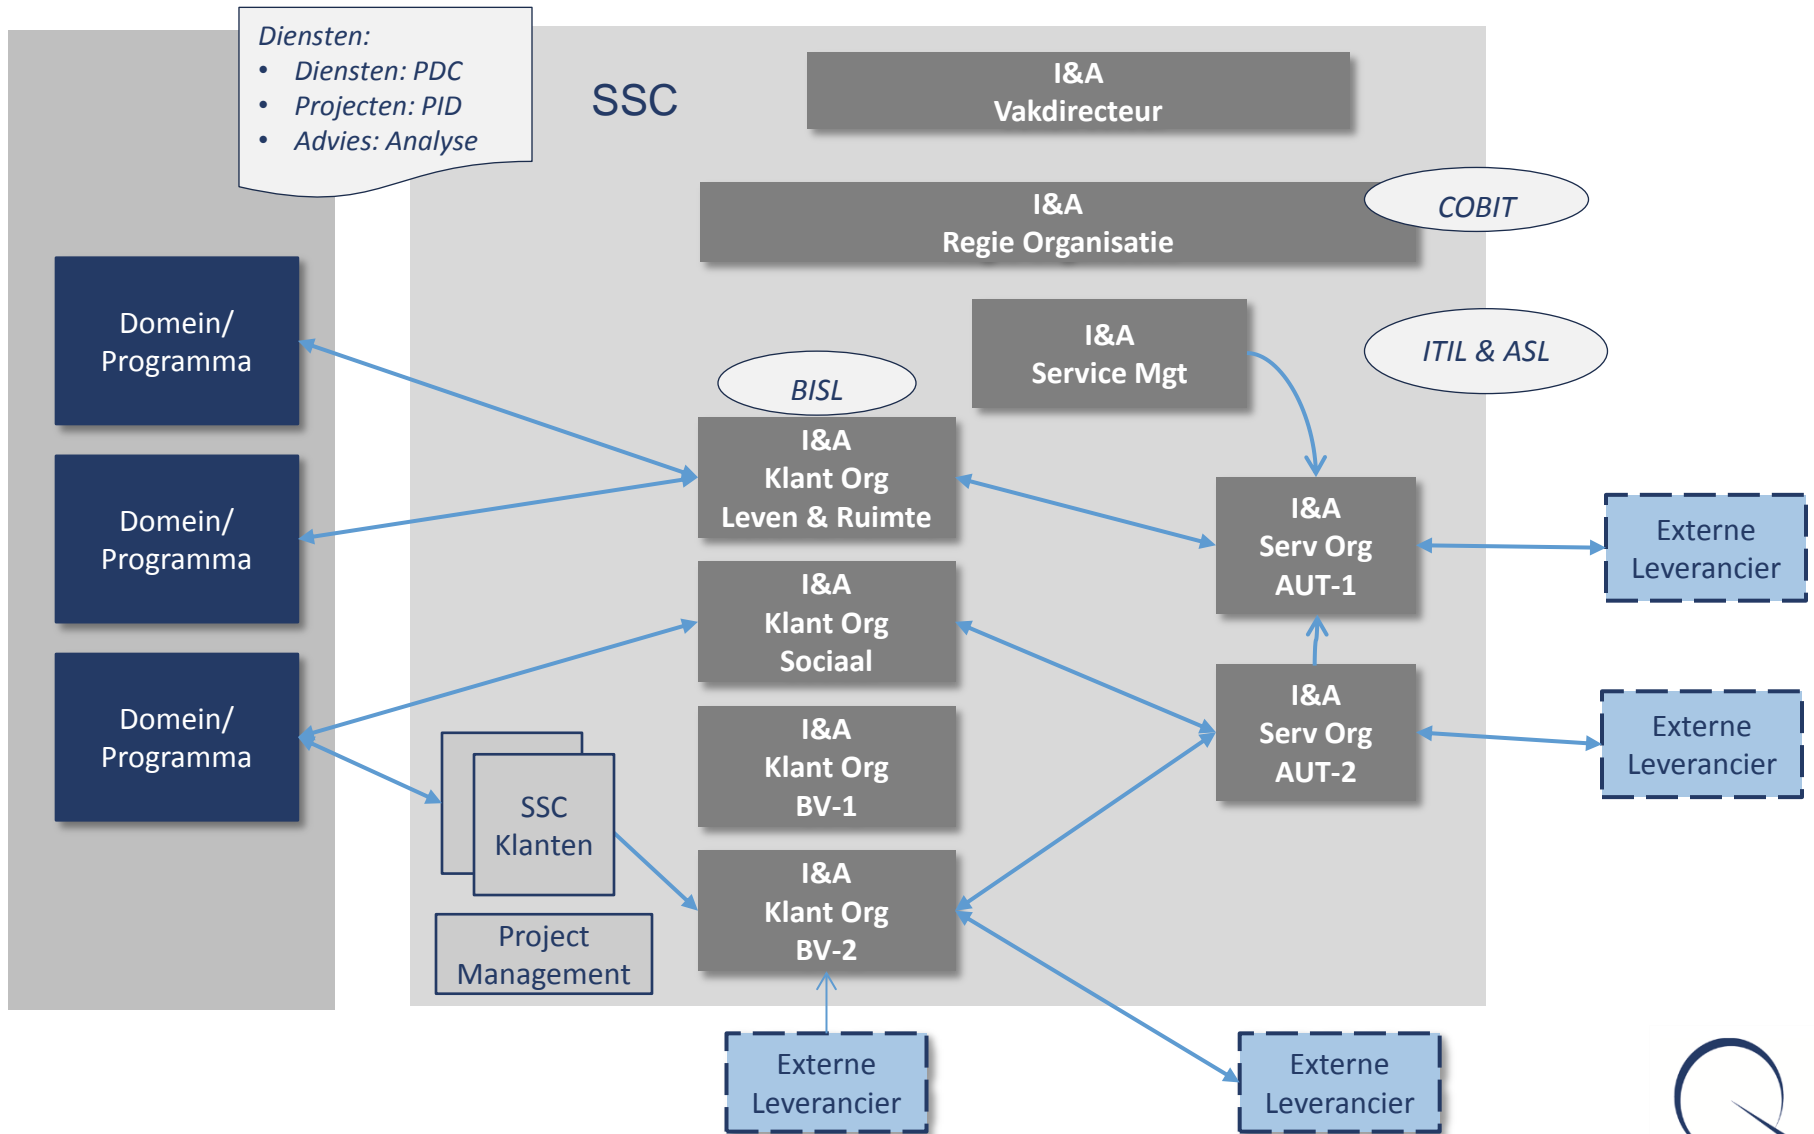 Diensten:
• Diensten: PDC
• Projecten: PID
• Advies: Analyse
SSC
I&A
Vakdirecteur
I&A
Regie Organisatie
COBIT
I&A
Service Mgt
ITIL & ASL
BISL
Domein/
Programma
Domein/
Programma
Domein/
Programma
I&A
Klant Org
Leven & Ruimte
I&A
Klant Org
Sociaal
I&A
Klant Org
BV-1
I&A
Klant Org
BV-2
SSC
Klanten
Project
Management
I&A
Serv Org
AUT-1
I&A
Serv Org
AUT-2
Externe
Leverancier
Externe
Leverancier
Externe
Leverancier
Externe
Leverancier